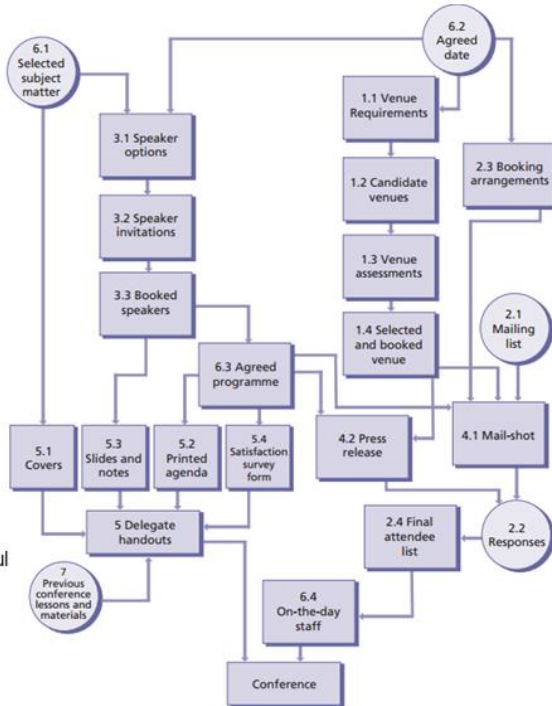 6.1
Selected
subject
matter
6.2
Agreed
date
3.1 Speaker
options
1.1 Venue
Requirements
2.3 Booking
arrangements
3.2 Speaker
invitations
1.2 Candidate
venues
3.3 Booked
speakers
1.3 Venue
assessments
2.1
Mailing
list
6.3 Agreed
programme
1.4 Selected
and booked
venue
5.1
Covers
5.3
Slides and
notes
5.2
Printed
agenda
5.4
Satisfaction
survey
form
4.2 Press
release
4.1 Mail-shot
5 Delegate
handouts
2.4 Final
attendee
list
2.2
Responses
ul
7
Previous
conference
lessons and
materials
6.4
On-the-day
staff
Conference